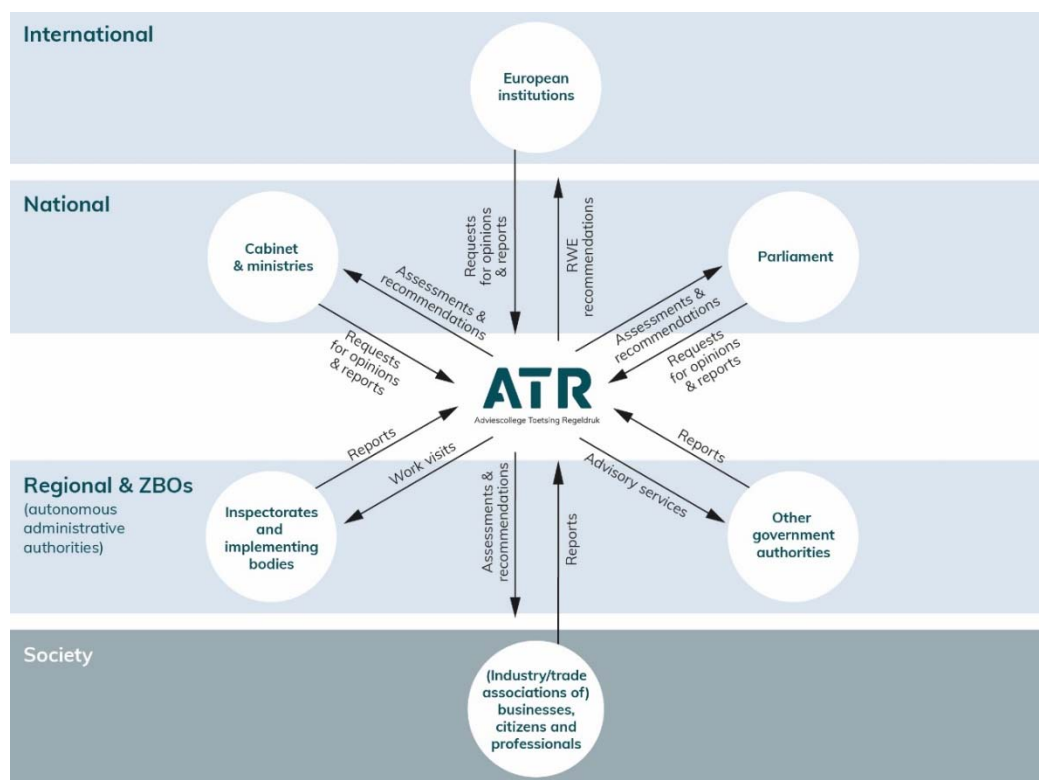 International
European
institutions
National
Cabinet
& ministries
Requests
for opinions
& reports
RWE
recommendations
Parliament
Assessments &
recommendations
Assessments &
recommendations
Requests
for opinions
& reports
Requests
for opinions
& reports
ATR
Adviescollege Toetsing Regeldruk
Regional & ZBOs
(autonomous
administrative
authorities)
Reports
Work visits
Inspectorates
and
implementing
bodies
Assessments &
recommendations
Reports
Advisory services
Reports
Other
government
authorities
Society
(Industry/trade
associations of)
businesses,
citizens and
professionals